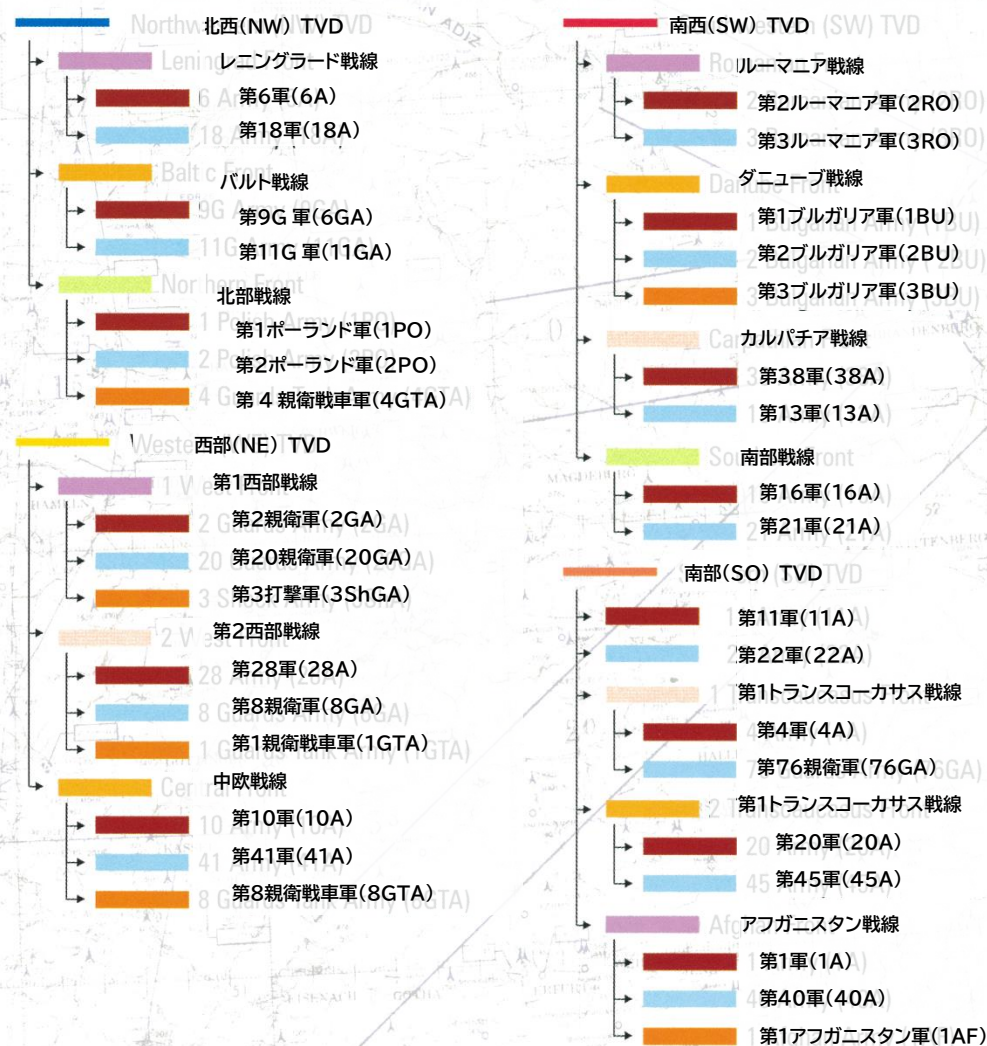 北西(NW) TVD
レニングラード戦線
第6軍(6A)
第18軍(18A)
バルト戦線
第9G 軍(6GA)
第11G 軍(11GA)
北部戦線
第1ポーランド軍(1PO)
第2ポーランド軍(2PO)
第４親衛戦車軍(4GTA)
西部(NE) TVD
第1西部戦線
第2親衛軍(2GA)
第20親衛軍(20GA)
第3打撃軍(3ShGA)
第2西部戦線
第28軍(28A)
第8親衛軍(8GA)
第1親衛戦車軍(1GTA)
中欧戦線
第10軍(10A)
第41軍(41A)
第8親衛戦車軍(8GTA)
南西(SW) TVD
ルーマニア戦線
第2ルーマニア軍(2RO)
第3ルーマニア軍(3RO)
ダニューブ戦線
第1ブルガリア軍(1BU)
第2ブルガリア軍(2BU)
第3ブルガリア軍(3BU)
カルパチア戦線
第38軍(38A)
第13軍(13A)
南部戦線
第16軍(16A)
第21軍(21A)
南部(SO) TVD
第11軍(11A)
第22軍(22A)
第1トランスコーカサス戦線
第4軍(4A)
第76親衛軍(76GA)
第1トランスコーカサス戦線
第20軍(20A)
第45軍(45A)
アフガニスタン戦線
第1軍(1A)
第40軍(40A)
第1アフガニスタン軍(1AF)